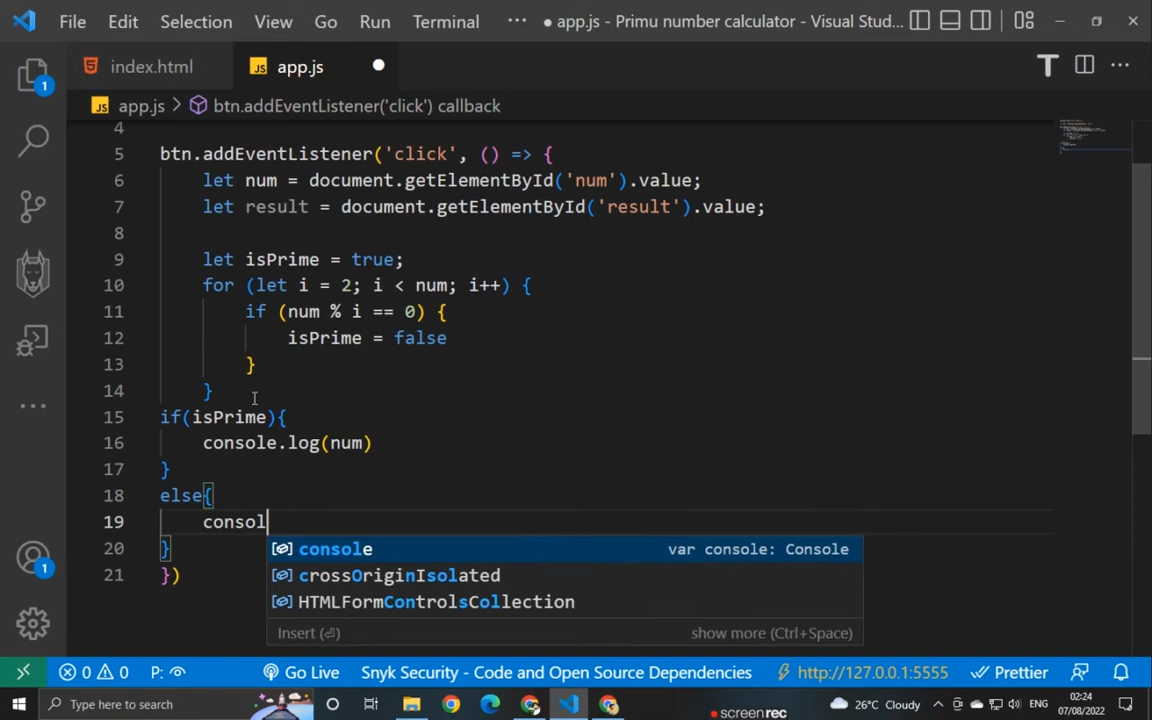 File Edit Selection View Go Run Terminal ··· ● app.js - Primu number calculator - Visual Stud...
index.html JS app.js
JS app.js > btn.addEventListener('click') callback
4
5 btn.addEventListener('click', () => {
6 let num = document.getElementById('num').value;
7 let result = document.getElementById('result').value;
8
9 let isPrime = true;
10 for (let i = 2; i < num; i++) {
11 if (num % i == 0) {
12 isPrime = false
13 }
14 }
15 if(isPrime){
16 console.log(num)
17 }
18 else{
19 consol
console var console: Console
crossOriginIsolated
HTMLFormControlsCollection
Insert (⏎) show more (Ctrl+Space)
20 }
21 })
1
1
0 0 P: Go Live Snyk Security - Code and Open Source Dependencies http://127.0.0.1:5555 Prettier
Type here to search 26°C Cloudy ENG 02:24
07/08/2022
screenrec